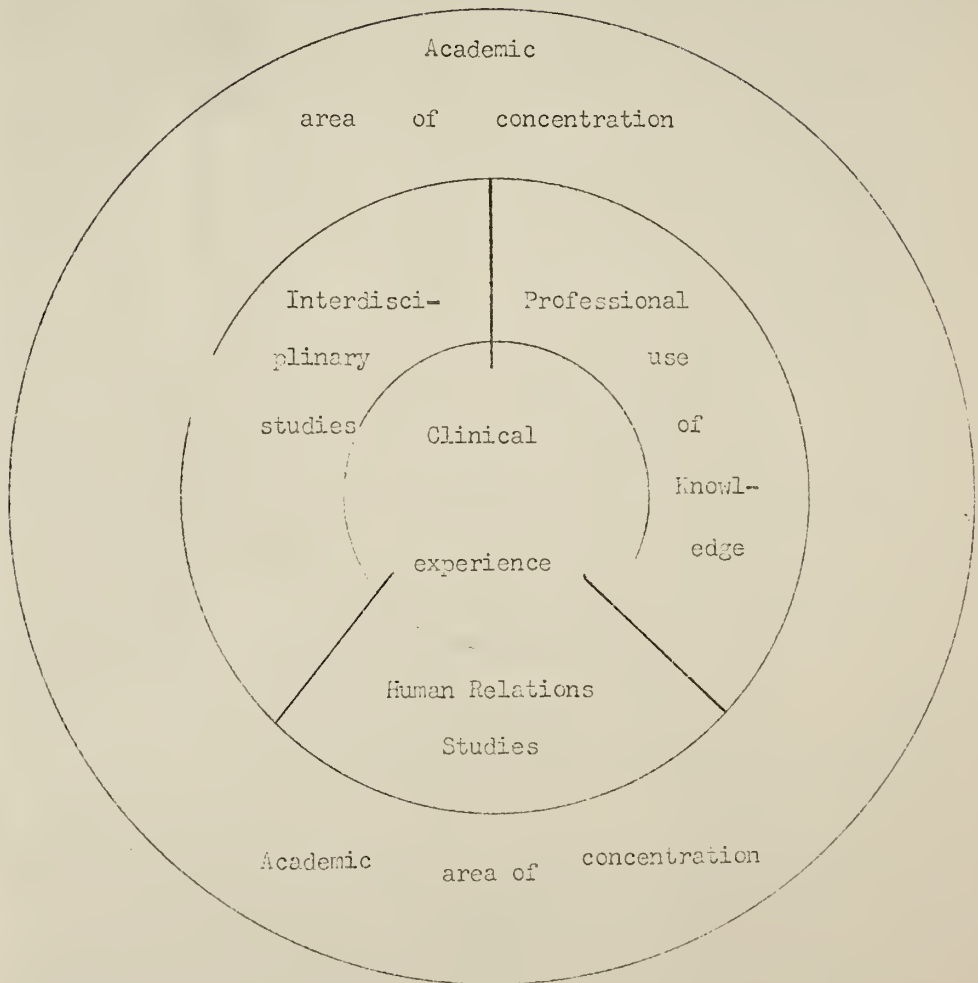 Academic
area of concentration
Interdisci-
plinary
studies
Professional
use
of
Knowl-
edge
Clinical
experience
Human Relations
Studies
Academic area of concentration